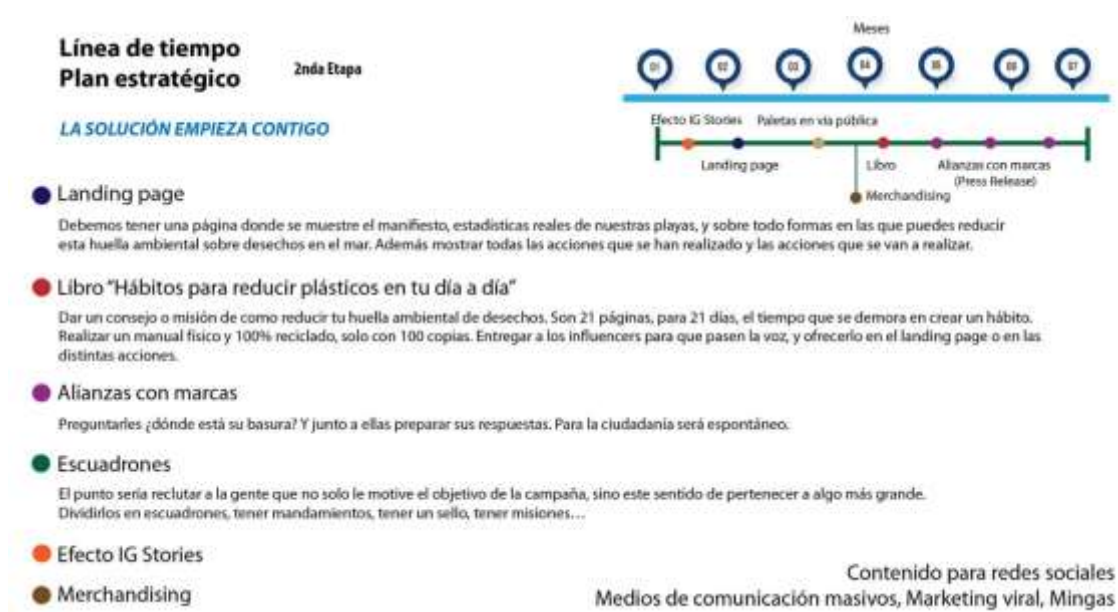 Línea de tiempo
Plan estratégico
2nda Etapa
LA SOLUCIÓN EMPIEZA CONTIGO
Meses
01 02 03 04 05 06 07
Efecto IG Stories Paletas en vía pública
Landing page Libro Alianzas con marcas
(Press Release)
Merchandising
Landing page
Debemos tener una página donde se muestre el manifiesto, estadísticas reales de nuestras playas, y sobre todo formas en las que puedes reducir
esta huella ambiental sobre desechos en el mar. Además mostrar todas las acciones que se han realizado y las acciones que se van a realizar.
Libro "Hábitos para reducir plásticos en tu día a día"
Dar un consejo o misión de como reducir tu huella ambiental de desechos. Son 21 páginas, para 21 días, el tiempo que se demora en crear un hábito.
Realizar un manual físico y 100% reciclado, solo con 100 copias. Entregar a los influencers para que pasen la voz, y ofrecerlo en el landing page o en las
distintas acciones.
Alianzas con marcas
Preguntarles ¿dónde está su basura? Y junto a ellas preparar sus respuestas. Para la ciudadanía será espontáneo.
Escuadrones
El punto sería reclutar a la gente que no solo le motive el objetivo de la campaña, sino este sentido de pertenecer a algo más grande.
Dividirlos en escuadrones, tener mandamientos, tener un sello, tener misiones…
Efecto IG Stories
Merchandising
Contenido para redes sociales
Medios de comunicación masivos, Marketing viral, Mingas